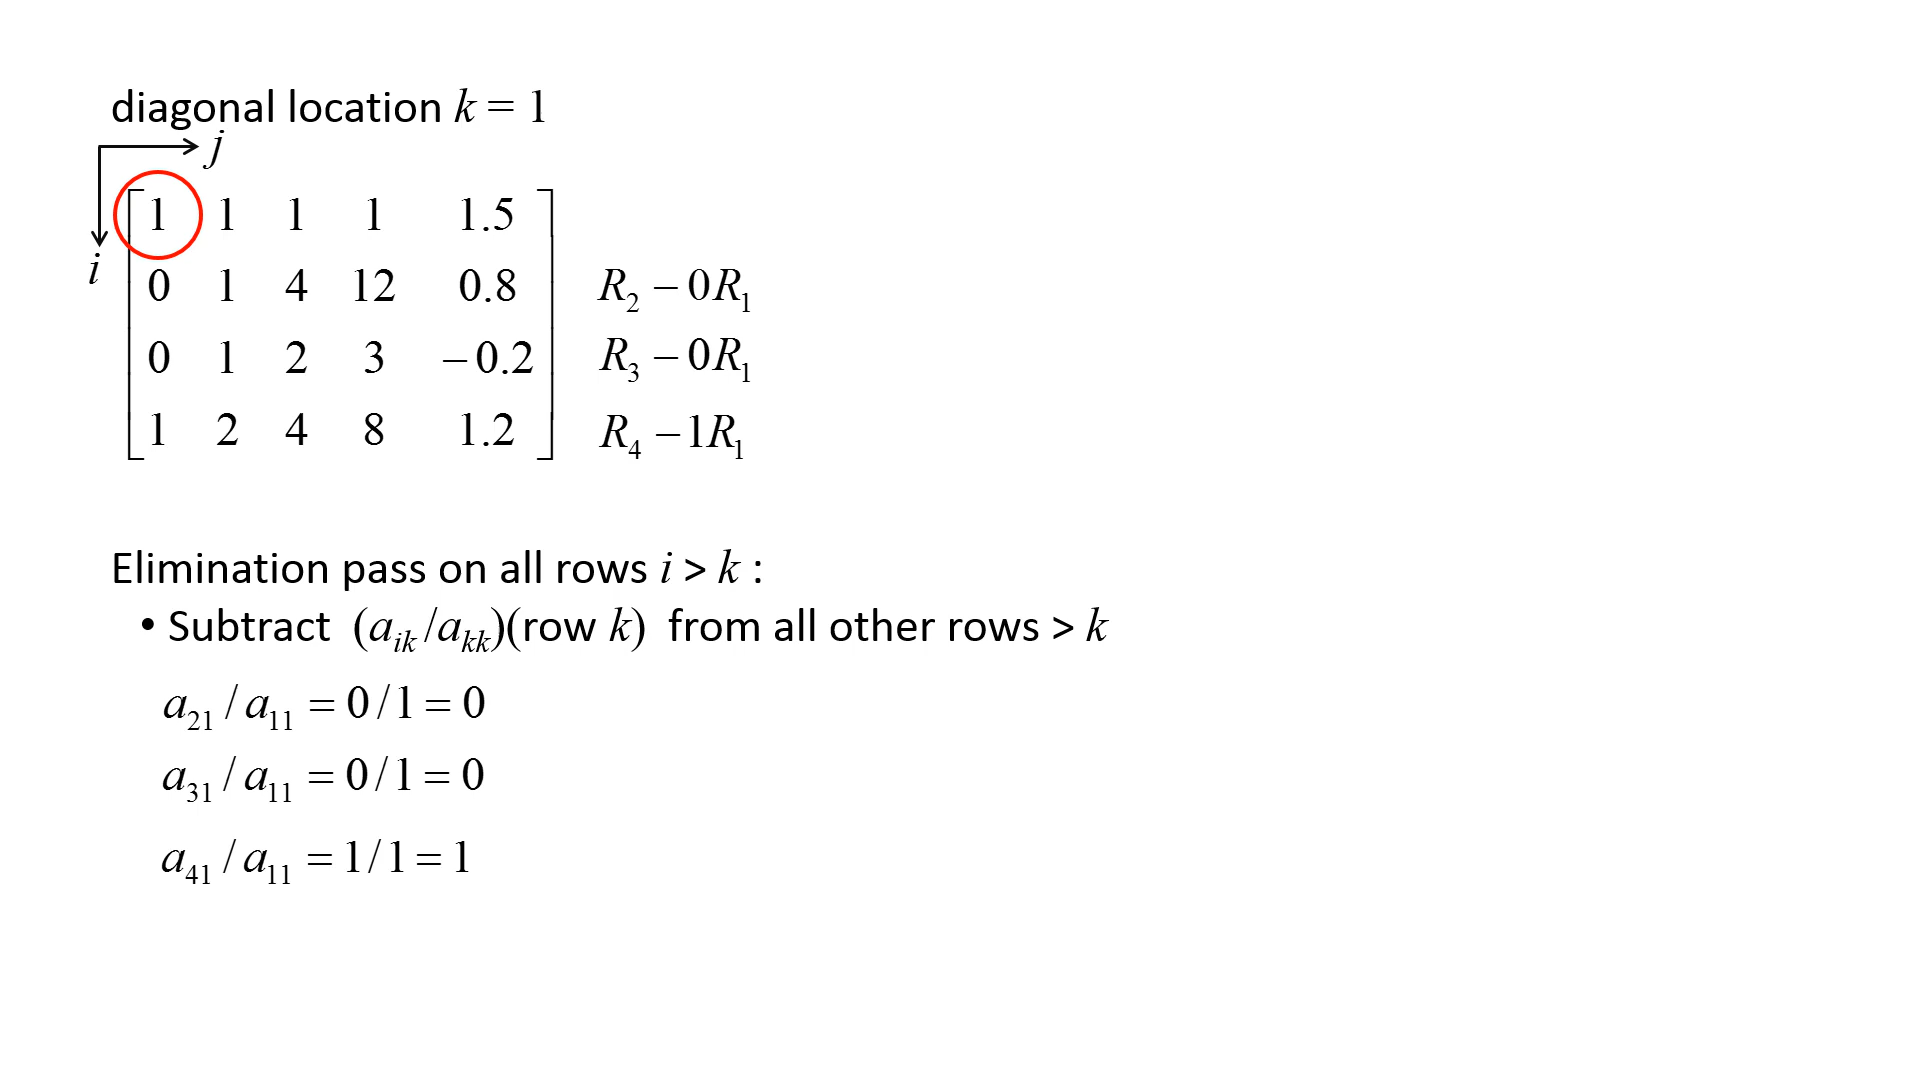 diagonal location k = 1
j
i
1 1 1 1 1.5
0 1 4 12 0.8 R₂ − 0R₁
0 1 2 3 −0.2 R₃ − 0R₁
1 2 4 8 1.2 R₄ − 1R₁
Elimination pass on all rows i > k :
• Subtract (aᵢₖ/aₖₖ)(row k) from all other rows > k
a₂₁ / a₁₁ = 0/1 = 0
a₃₁ / a₁₁ = 0/1 = 0
a₄₁ / a₁₁ = 1/1 = 1